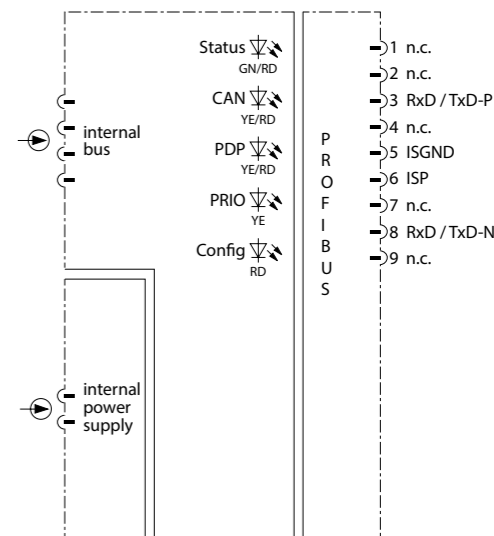 Status
GN/RD
CAN
YE/RD
PDP
YE/RD
PRIO
YE
Config
RD
internal
bus
internal
power
supply
P
R
O
F
I
B
U
S
1 n.c.
2 n.c.
3 RxD / TxD-P
4 n.c.
5 ISGND
6 ISP
7 n.c.
8 RxD / TxD-N
9 n.c.